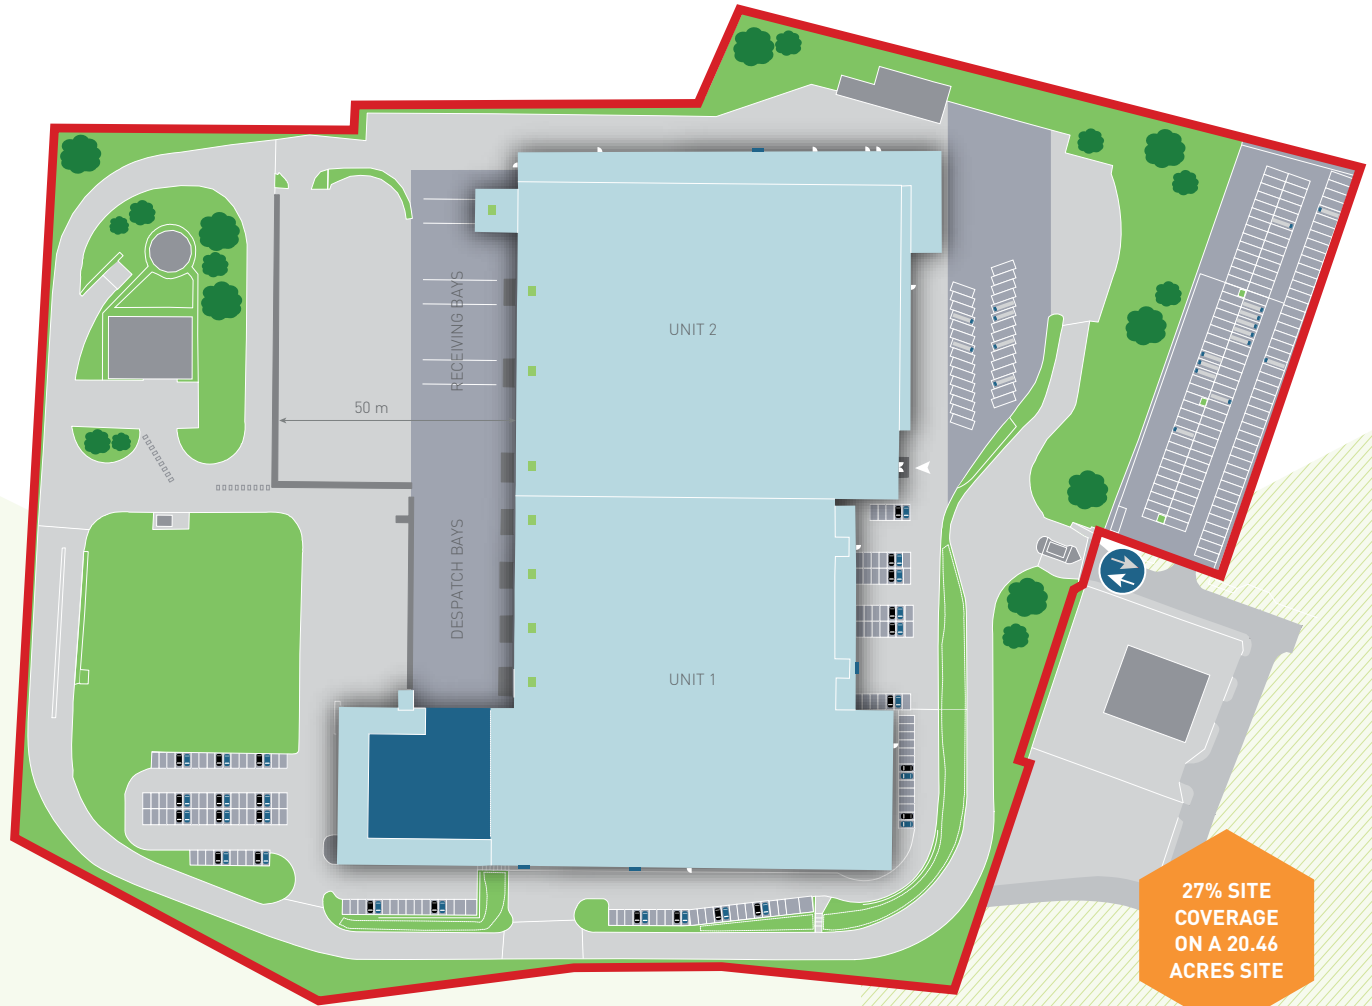 RECEIVING BAYS
UNIT 2
50 m
DESPATCH BAYS
UNIT 1
27% SITE
COVERAGE
ON A 20.46
ACRES SITE